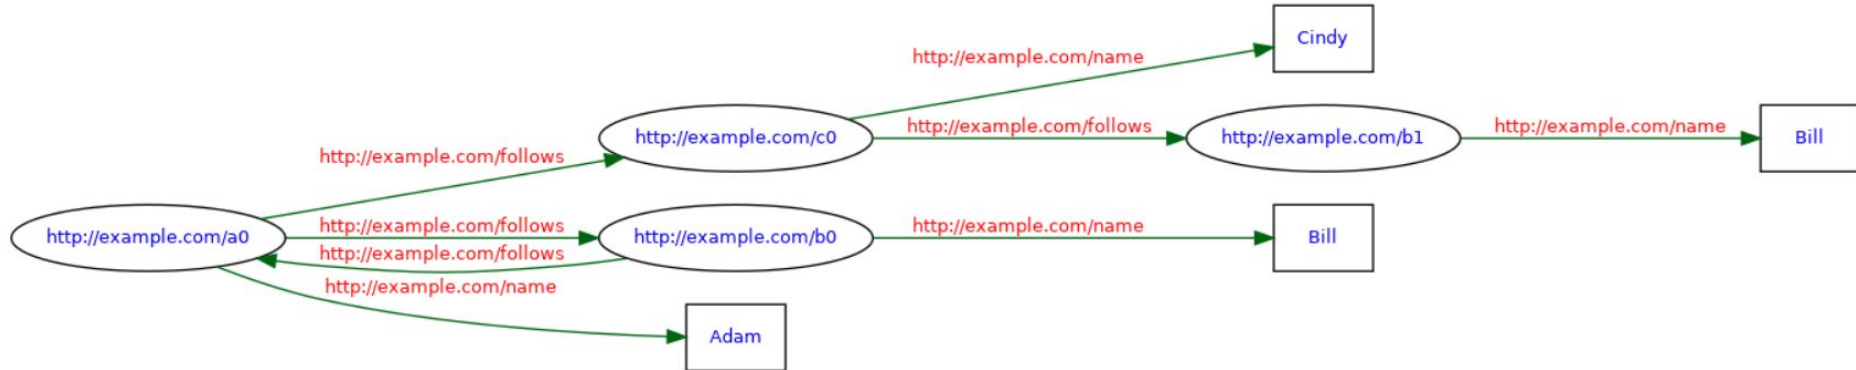 Cindy
http://example.com/name
http://example.com/c0
http://example.com/follows
http://example.com/b1
http://example.com/name
Bill
http://example.com/follows
http://example.com/a0
http://example.com/follows
http://example.com/b0
http://example.com/name
Bill
http://example.com/follows
http://example.com/name
Adam